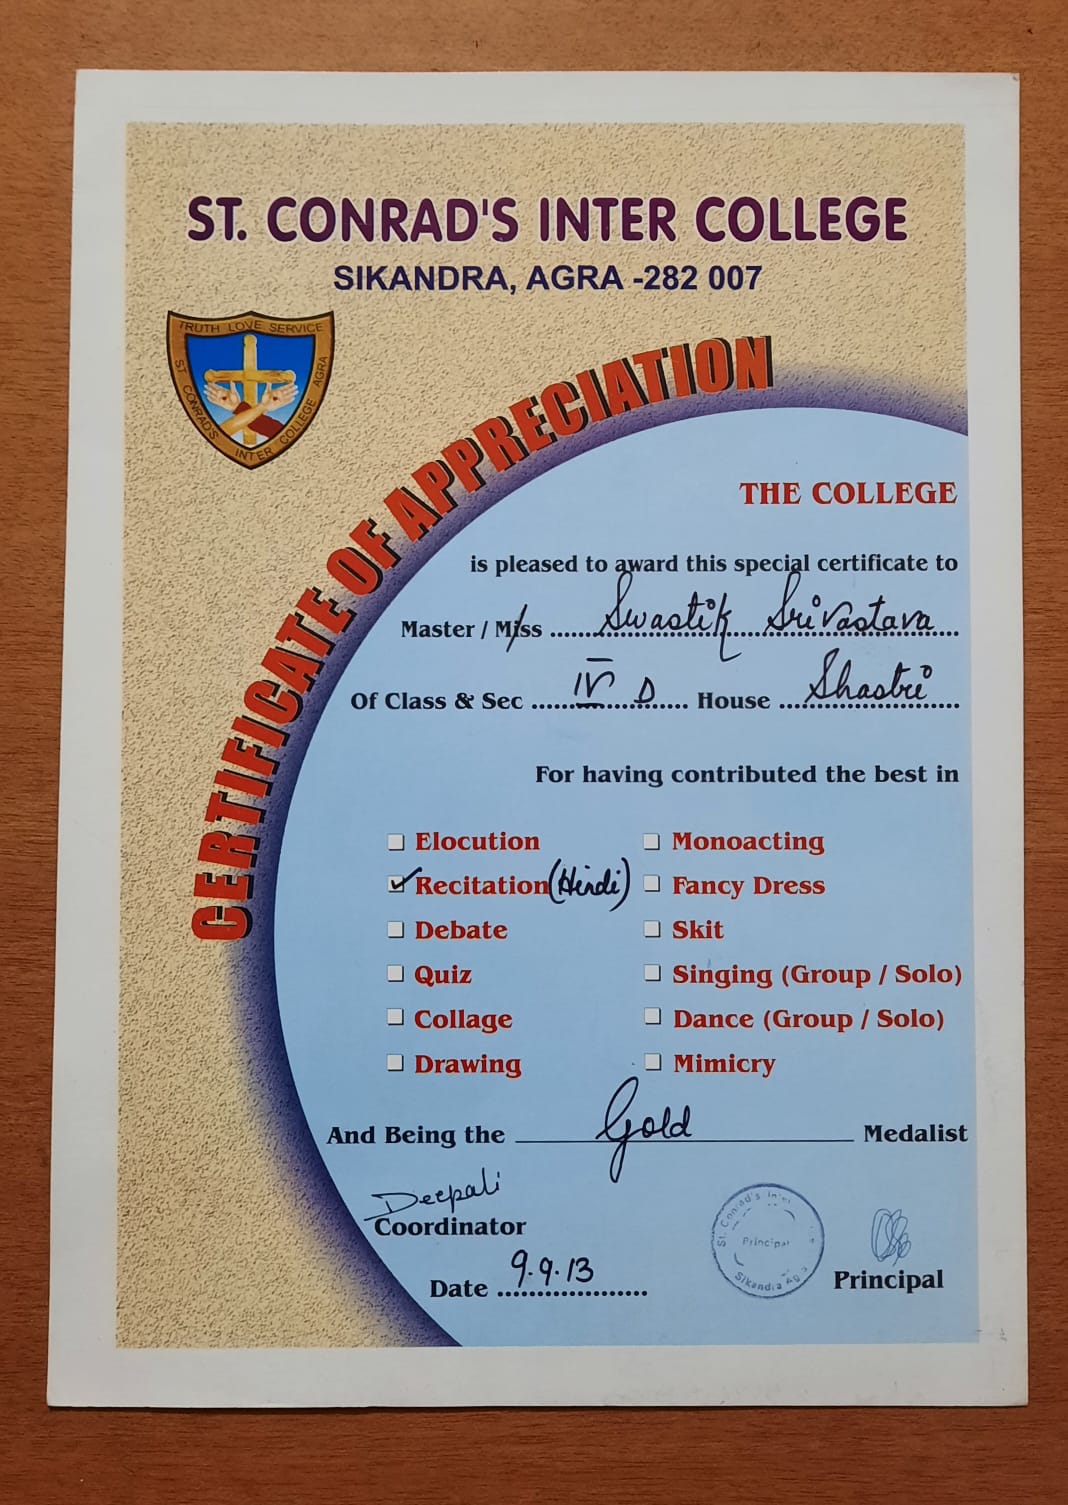 ST. CONRAD'S INTER COLLEGE
SIKANDRA, AGRA -282 007
TRUTH LOVE SERVICE
ST. CONRAD'S INTER COLLEGE AGRA
CERTIFICATE OF APPRECIATION
THE COLLEGE
is pleased to award this special certificate to
Master / Miss Swastik Srivastava
Of Class & Sec IV D House Shastri
For having contributed the best in
Elocution Monoacting
Recitation (Hindi) Fancy Dress
Debate Skit
Quiz Singing (Group / Solo)
Collage Dance (Group / Solo)
Drawing Mimicry
And Being the Gold Medalist
Deepali
Coordinator
St. Conrad's Inter
Principal
Sikandra Agra
Principal
Date 9.9.13